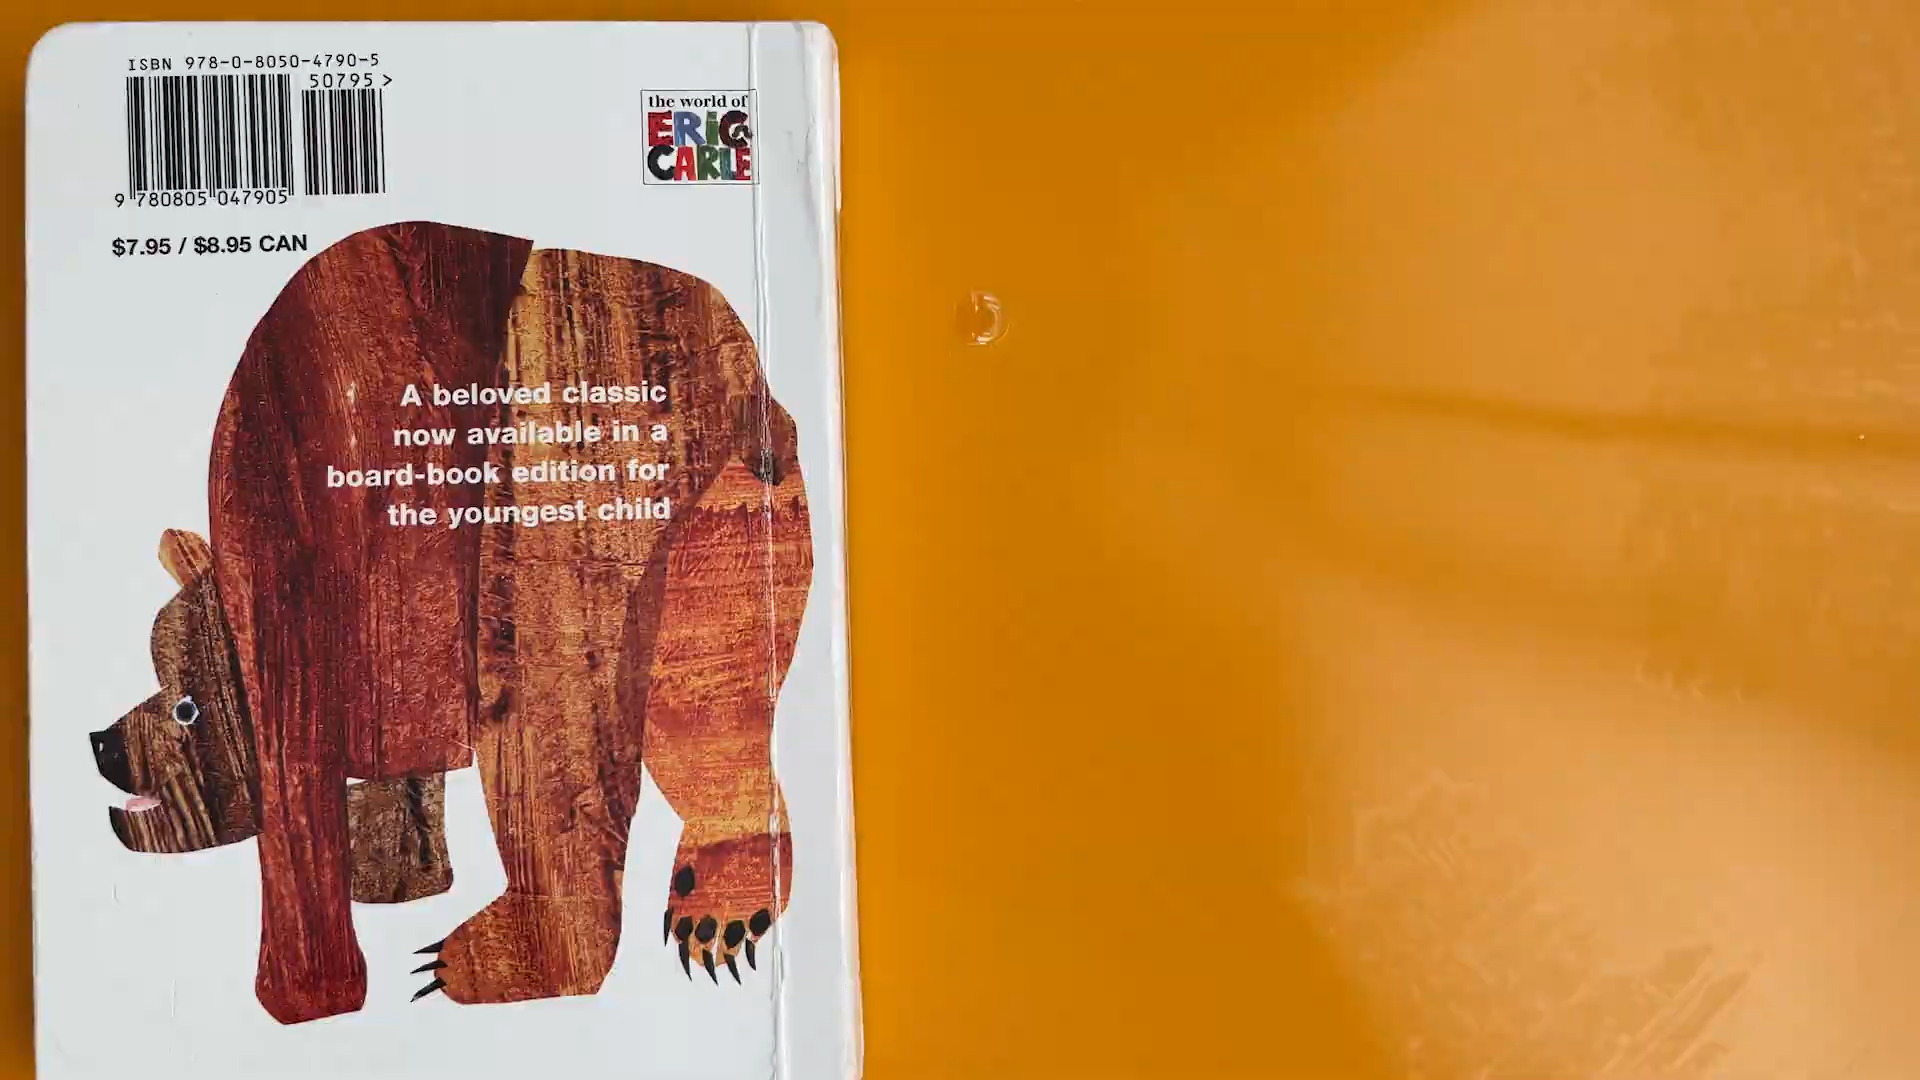 ISBN 978-0-8050-4790-5
50795 >
9 780805 047905
the world of
ERIC
CARLE
$7.95 / $8.95 CAN
A beloved classic
now available in a
board-book edition for
the youngest child